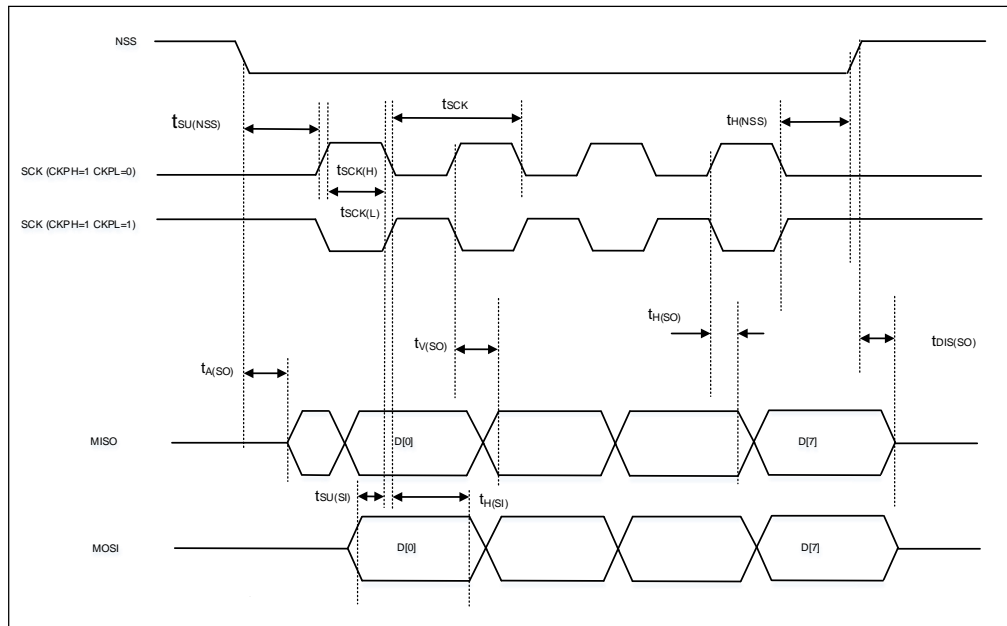 NSS
tSU(NSS)
tSCK
tH(NSS)
SCK (CKPH=1 CKPL=0)
tSCK(H)
tSCK(L)
SCK (CKPH=1 CKPL=1)
tH(SO)
tV(SO)
tDIS(SO)
tA(SO)
MISO
D[0]
D[7]
tSU(SI)
tH(SI)
MOSI
D[0]
D[7]